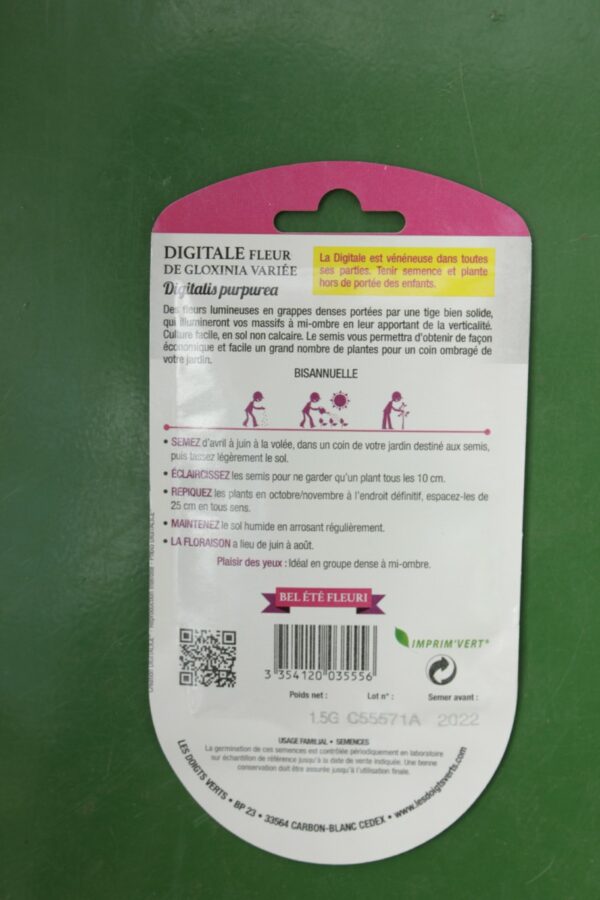 DIGITALE FLEUR
DE GLOXINIA VARIÉE
Digitalis purpurea
La Digitale est vénéneuse dans toutes
ses parties. Tenir semence et plante
hors de portée des enfants.
Des fleurs lumineuses en grappes denses portées par une tige bien solide,
qui illumineront vos massifs à mi-ombre en leur apportant de la verticalité.
Culture facile, en sol non calcaire. Le semis vous permettra d'obtenir de façon
économique et facile un grand nombre de plantes pour un coin ombragé de
votre jardin.
BISANNUELLE
• SEMEZ d'avril à juin à la volée, dans un coin de votre jardin destiné aux semis,
puis tassez légèrement le sol.
• ÉCLAIRCISSEZ les semis pour ne garder qu'un plant tous les 10 cm.
• REPIQUEZ les plants en octobre/novembre à l'endroit définitif, espacez-les de
25 cm en tous sens.
• MAINTENEZ le sol humide en arrosant régulièrement.
• LA FLORAISON a lieu de juin à août.
Plaisir des yeux : Idéal en groupe dense à mi-ombre.
BEL ÉTÉ FLEURI
IMPRIM'VERT®
3 354120 035556
Poids net : Lot n° : Semer avant :
1.5G C55571A 2022
USAGE FAMILIAL • SEMENCES
La germination de ces semences est contrôlée périodiquement en laboratoire
sur échantillon de référence jusqu'à la date de vente indiquée. Une bonne
conservation doit être assurée jusqu'à l'utilisation finale.
LES DOIGTS VERTS • BP 23 • 33564 CARBON-BLANC CEDEX • www.lesdoigtsverts.com